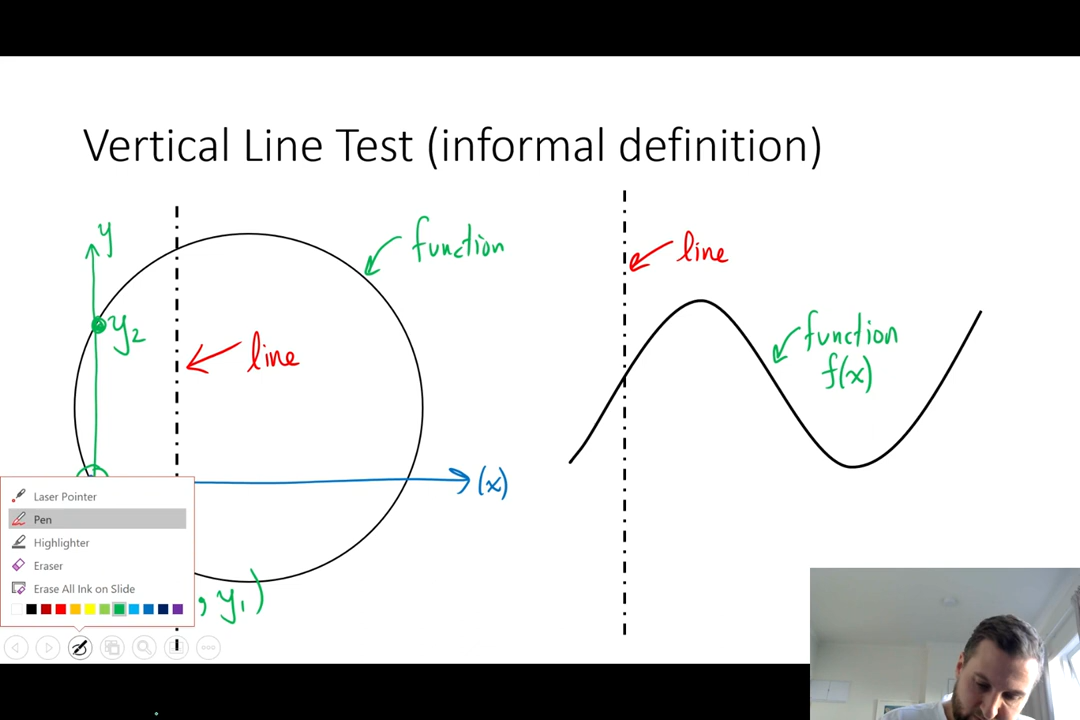 Vertical Line Test (informal definition)
y
function
line
y2
line
function
f(x)
(x)
Laser Pointer
Pen
Highlighter
Eraser
Erase All Ink on Slide
, y1)